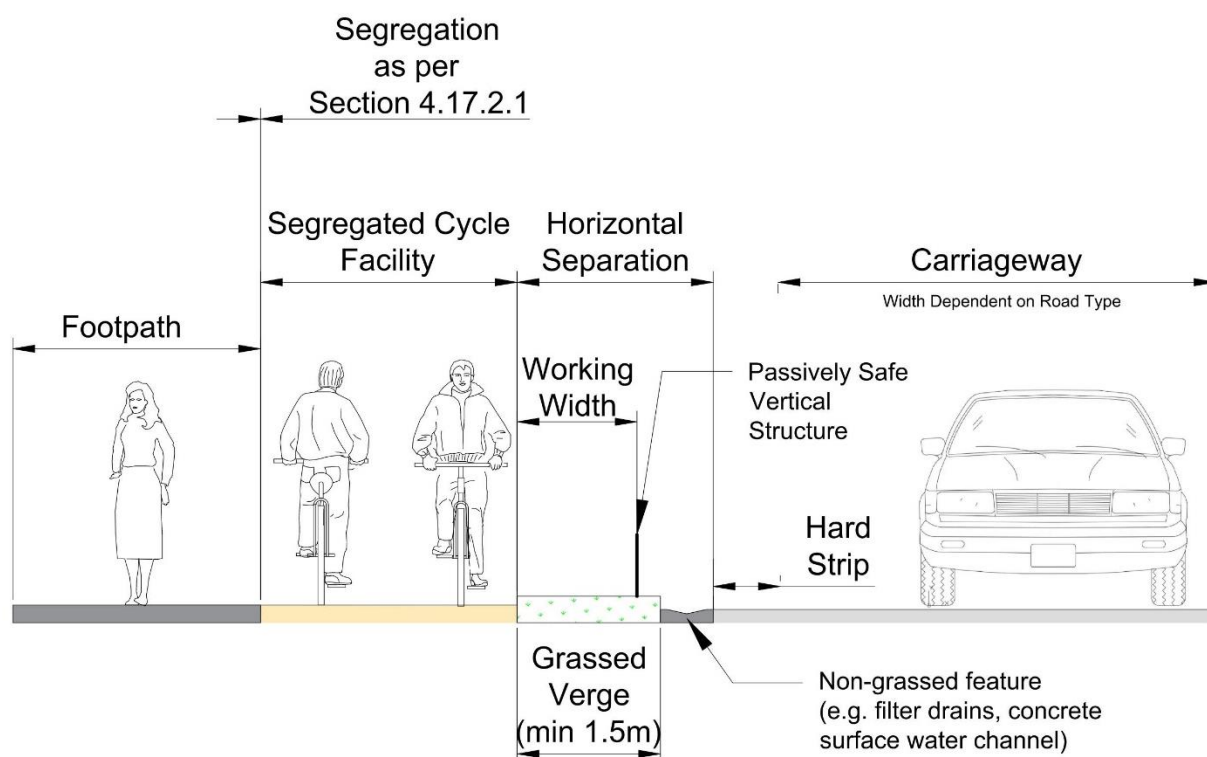 Segregation
as per
Section 4.17.2.1
Segregated Cycle
Facility
Horizontal
Separation
Carriageway
Width Dependent on Road Type
Footpath
Working
Width
Passively Safe
Vertical
Structure
Hard
Strip
Grassed
Verge
(min 1.5m)
Non-grassed feature
(e.g. filter drains, concrete
surface water channel)